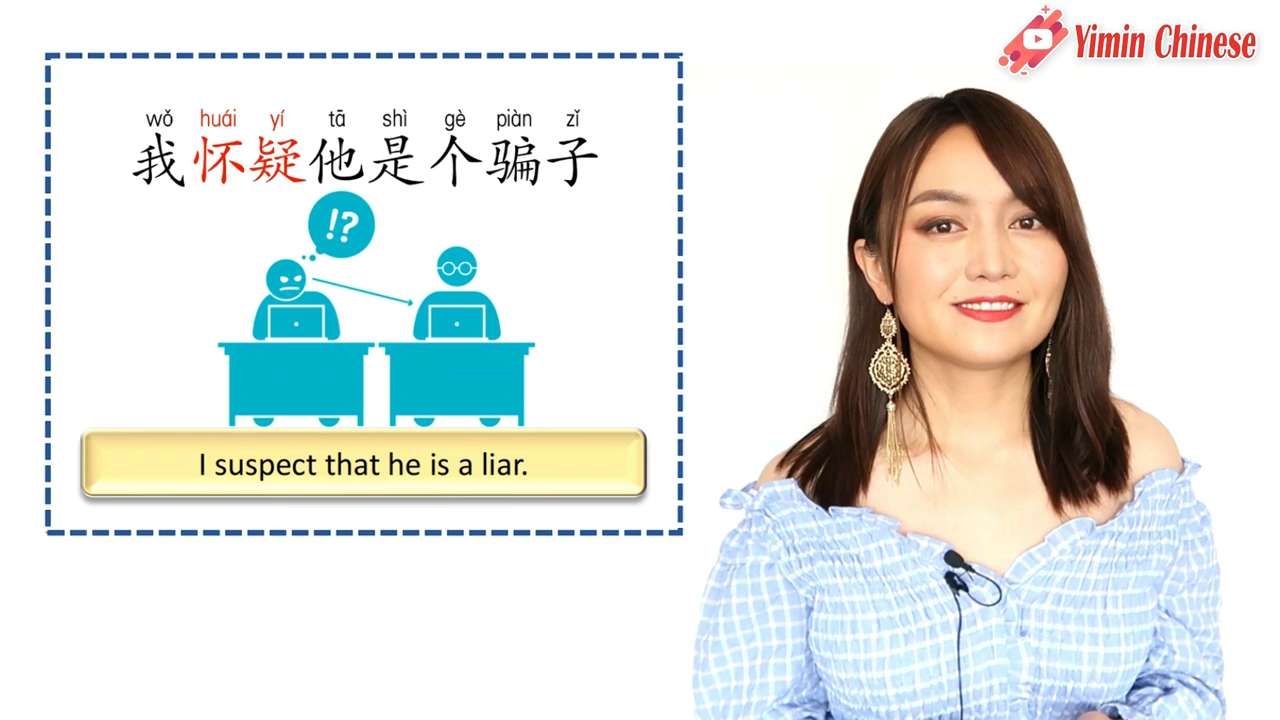 Yimin Chinese
wǒ huái yí tā shì gè piàn zǐ
我怀疑他是个骗子
!?
I suspect that he is a liar.